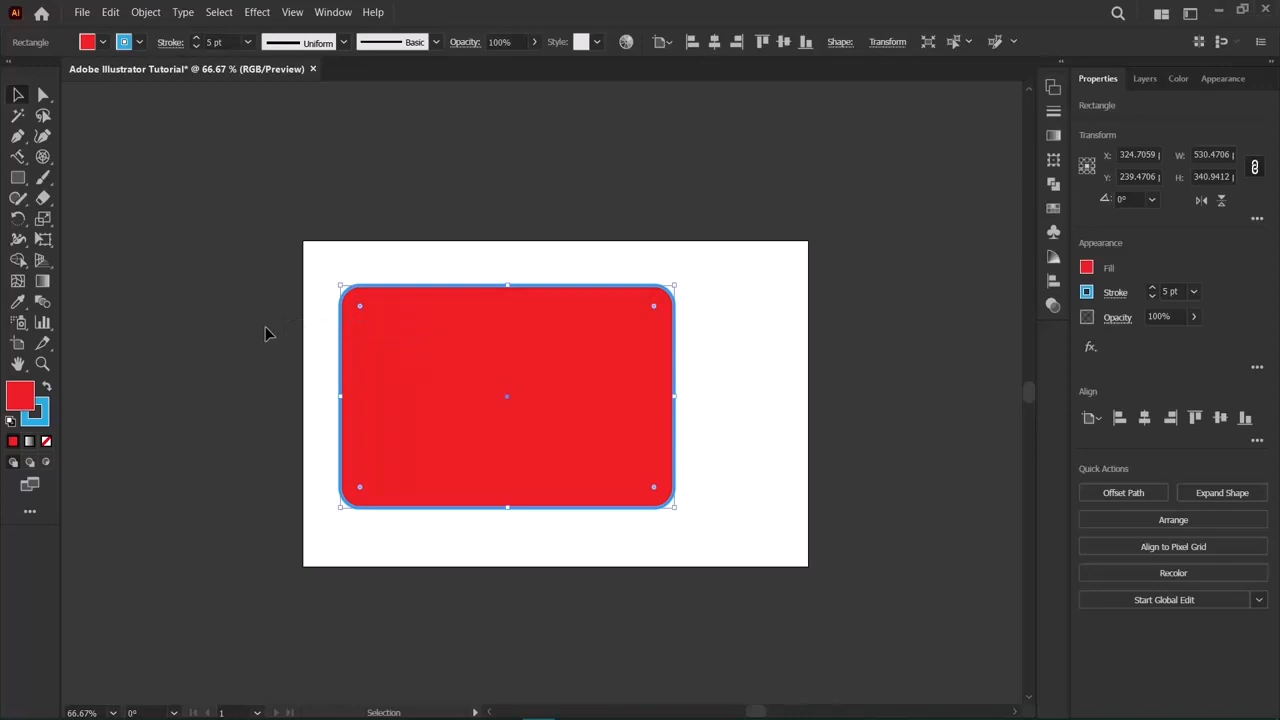 Ai File Edit Object Type Select Effect View Window Help
Rectangle Stroke: 5 pt Uniform Basic Opacity: 100% Style: Shape: Transform
Adobe Illustrator Tutorial* @ 66.67 % (RGB/Preview) ×
Properties Layers Color Appearance
Rectangle
Transform
X: 324.7059 p W: 530.4706 p
Y: 239.4706 p H: 340.9412 p
0°
Appearance
Fill
Stroke 5 pt
Opacity 100%
fx.
Align
Quick Actions
Offset Path Expand Shape
Arrange
Align to Pixel Grid
Recolor
Start Global Edit
66.67% 0° 1 Selection